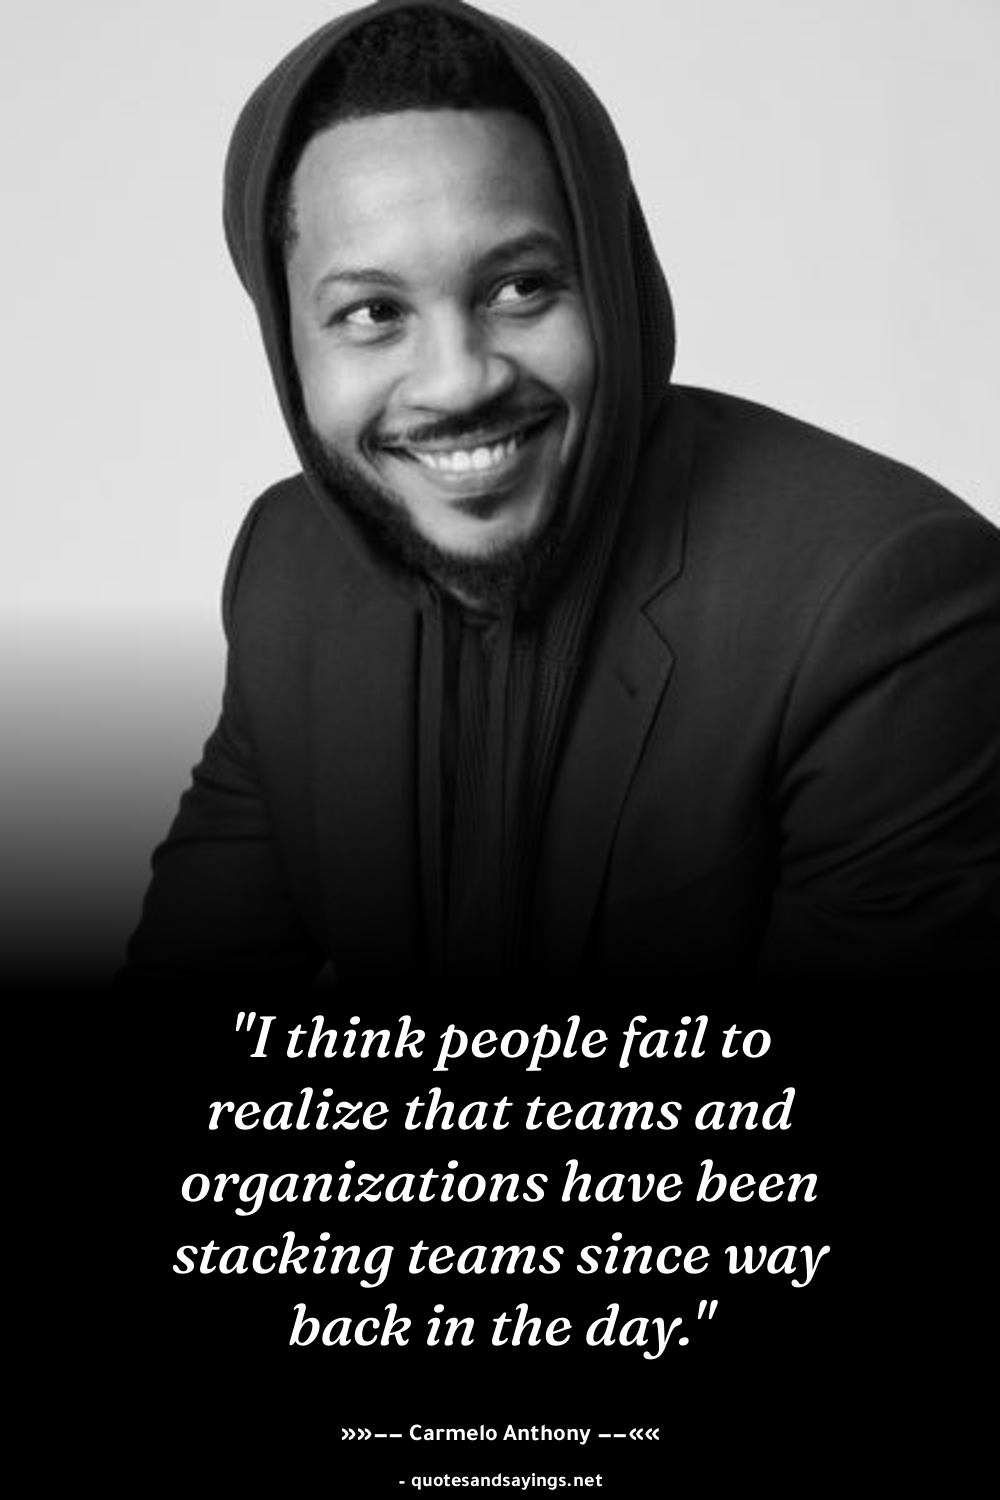 "I think people fail to
realize that teams and
organizations have been
stacking teams since way
back in the day."
»»−− Carmelo Anthony −−««
- quotesandsayings.net